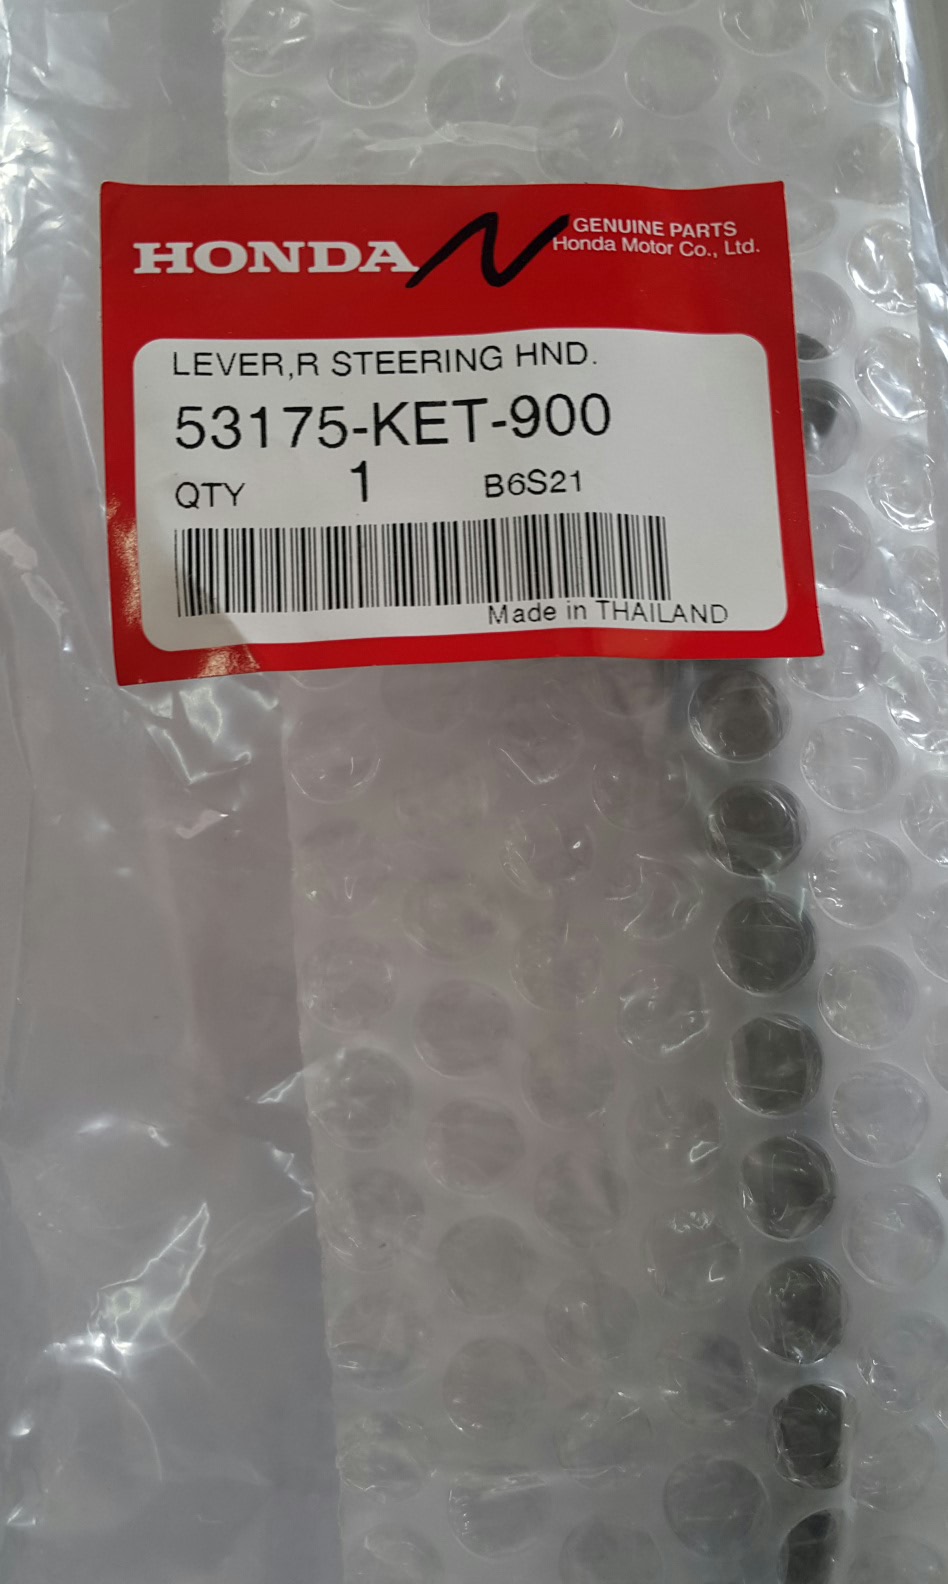 HONDA
GENUINE PARTS
Honda Motor Co., Ltd.
LEVER,R STEERING HND.
53175-KET-900
QTY 1 B6S21
Made in THAILAND